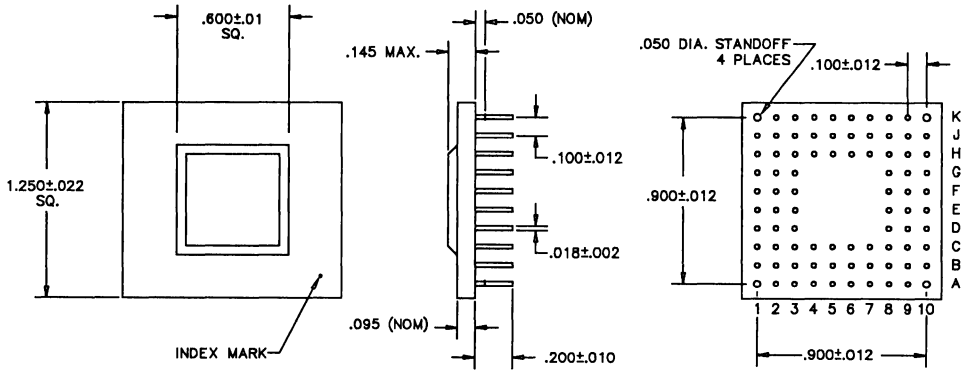 .600±.01
SQ.
.050 (NOM)
.145 MAX.
.050 DIA. STANDOFF
4 PLACES
.100±.012
1.250±.022
SQ.
.100±.012
.018±.002
.900±.012
K
J
H
G
F
E
D
C
B
A
1 2 3 4 5 6 7 8 9 10
.095 (NOM)
INDEX MARK
.200±.010
.900±.012